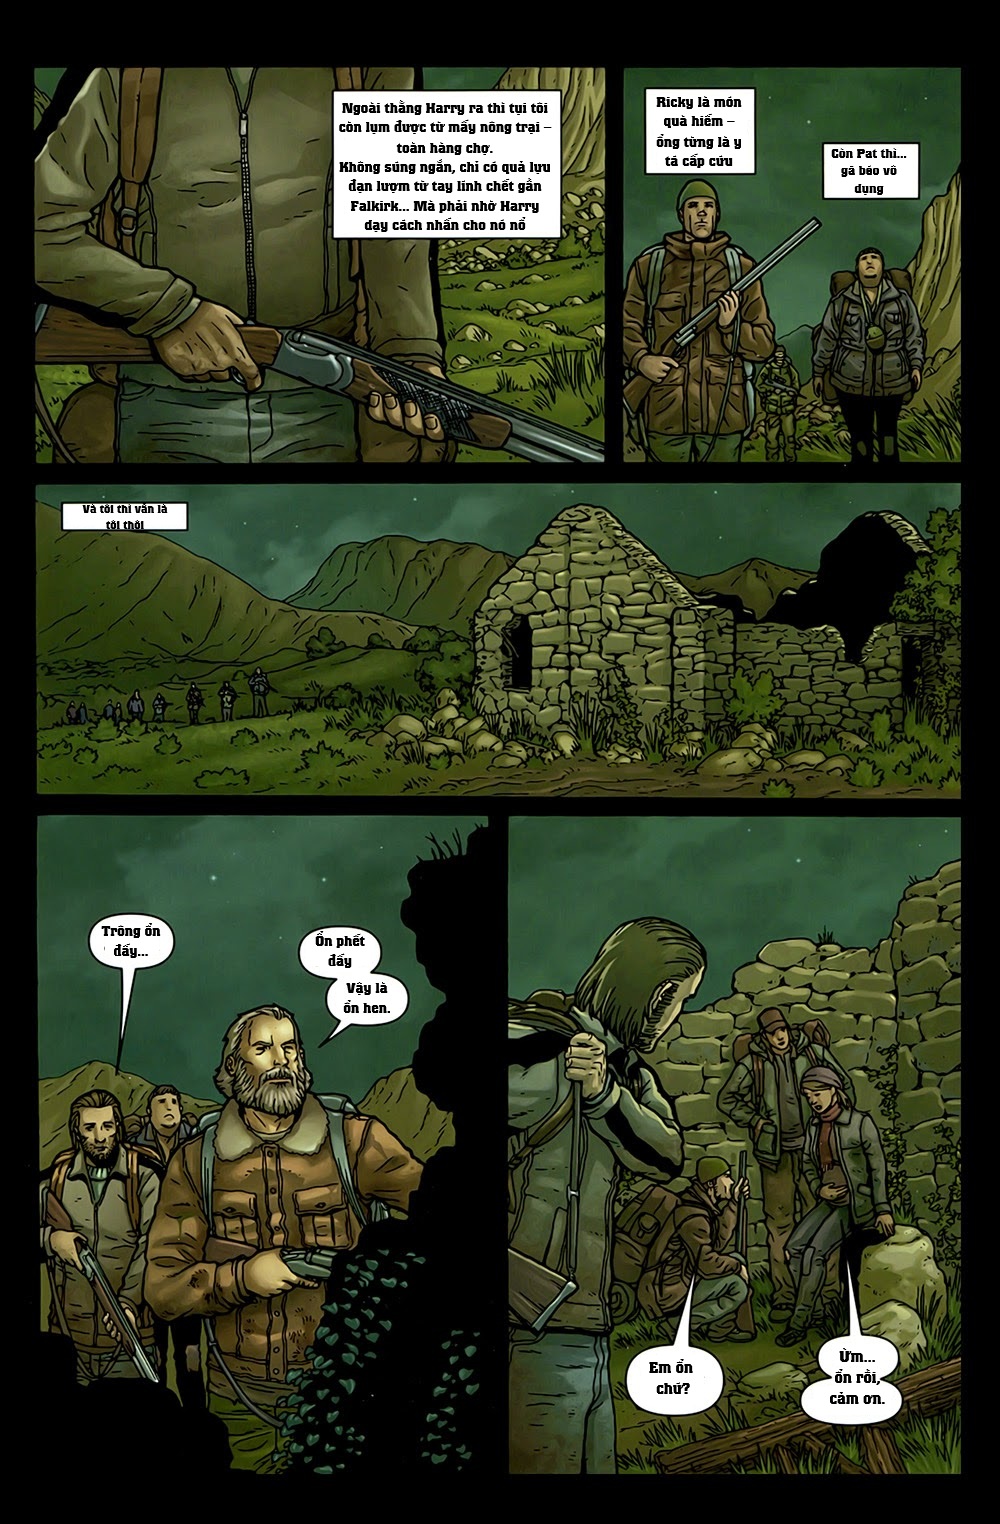 Ngoài thằng Harry ra thì tụi tôi
còn lụm được từ mấy nông trại –
toàn hàng chợ.
Không súng ngắn, chỉ có quả lựu
đạn lượm từ tay lính chết gần
Falkirk... Mà phải nhờ Harry
dạy cách nhấn cho nó nổ
Ricky là món
quà hiếm –
ổng từng là y
tá cấp cứu
Còn Pat thì...
gã béo vô
dụng
Và tôi thì vẫn là
tôi thôi
Trông ổn
đấy...
Ổn phết
đấy
Vậy là
ổn hen.
Em ổn
chứ?
Ừm...
ổn rồi,
cảm ơn.